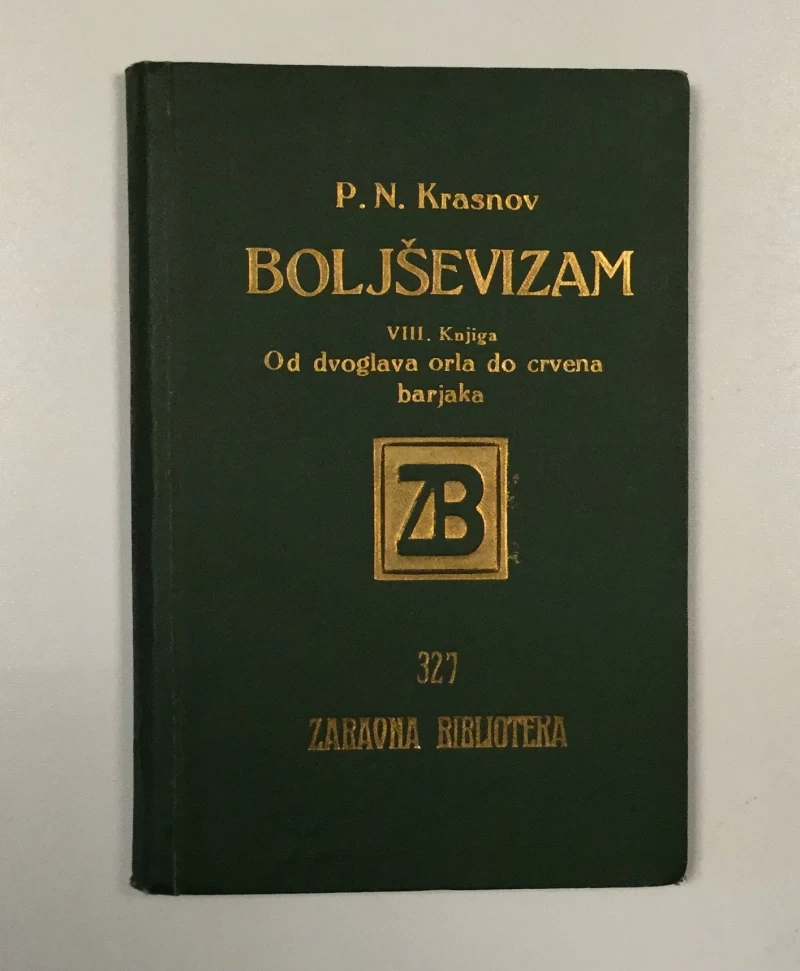 P. N. Krasnov
BOLJŠEVIZAM
VIII. Knjiga
Od dvoglava orla do crvena
barjaka
ZB
327
ZABAVNA BIBLIOTEKA